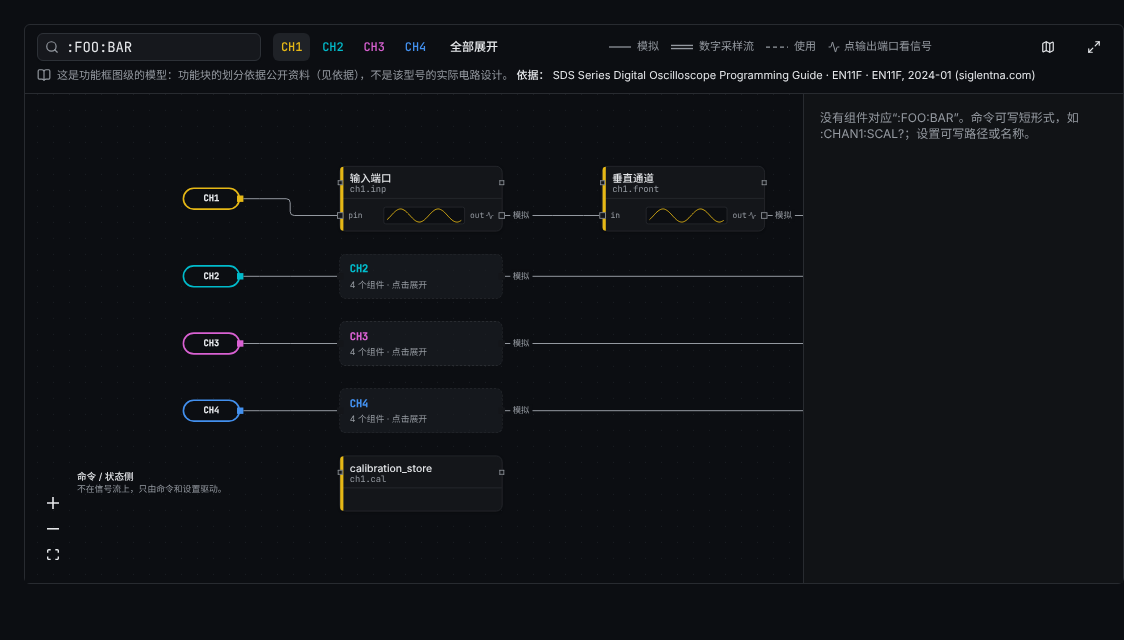 :FOO:BAR
CH1 CH2 CH3 CH4 全部展开
模拟 数字采样流 使用 点输出端口看信号
这是功能框图级的模型：功能块的划分依据公开资料（见依据），不是该型号的实际电路设计。 依据： SDS Series Digital Oscilloscope Programming Guide · EN11F · EN11F, 2024-01 (siglentna.com)
没有组件对应“:FOO:BAR”。命令可写短形式，如
:CHAN1:SCAL?；设置可写路径或名称。
CH1
输入端口
ch1.inp
pin
out
模拟
垂直通道
ch1.front
in
out
模拟
CH2
CH2
4 个组件 · 点击展开
模拟
CH3
CH3
4 个组件 · 点击展开
模拟
CH4
CH4
4 个组件 · 点击展开
模拟
calibration_store
ch1.cal
命令 / 状态侧
不在信号流上，只由命令和设置驱动。